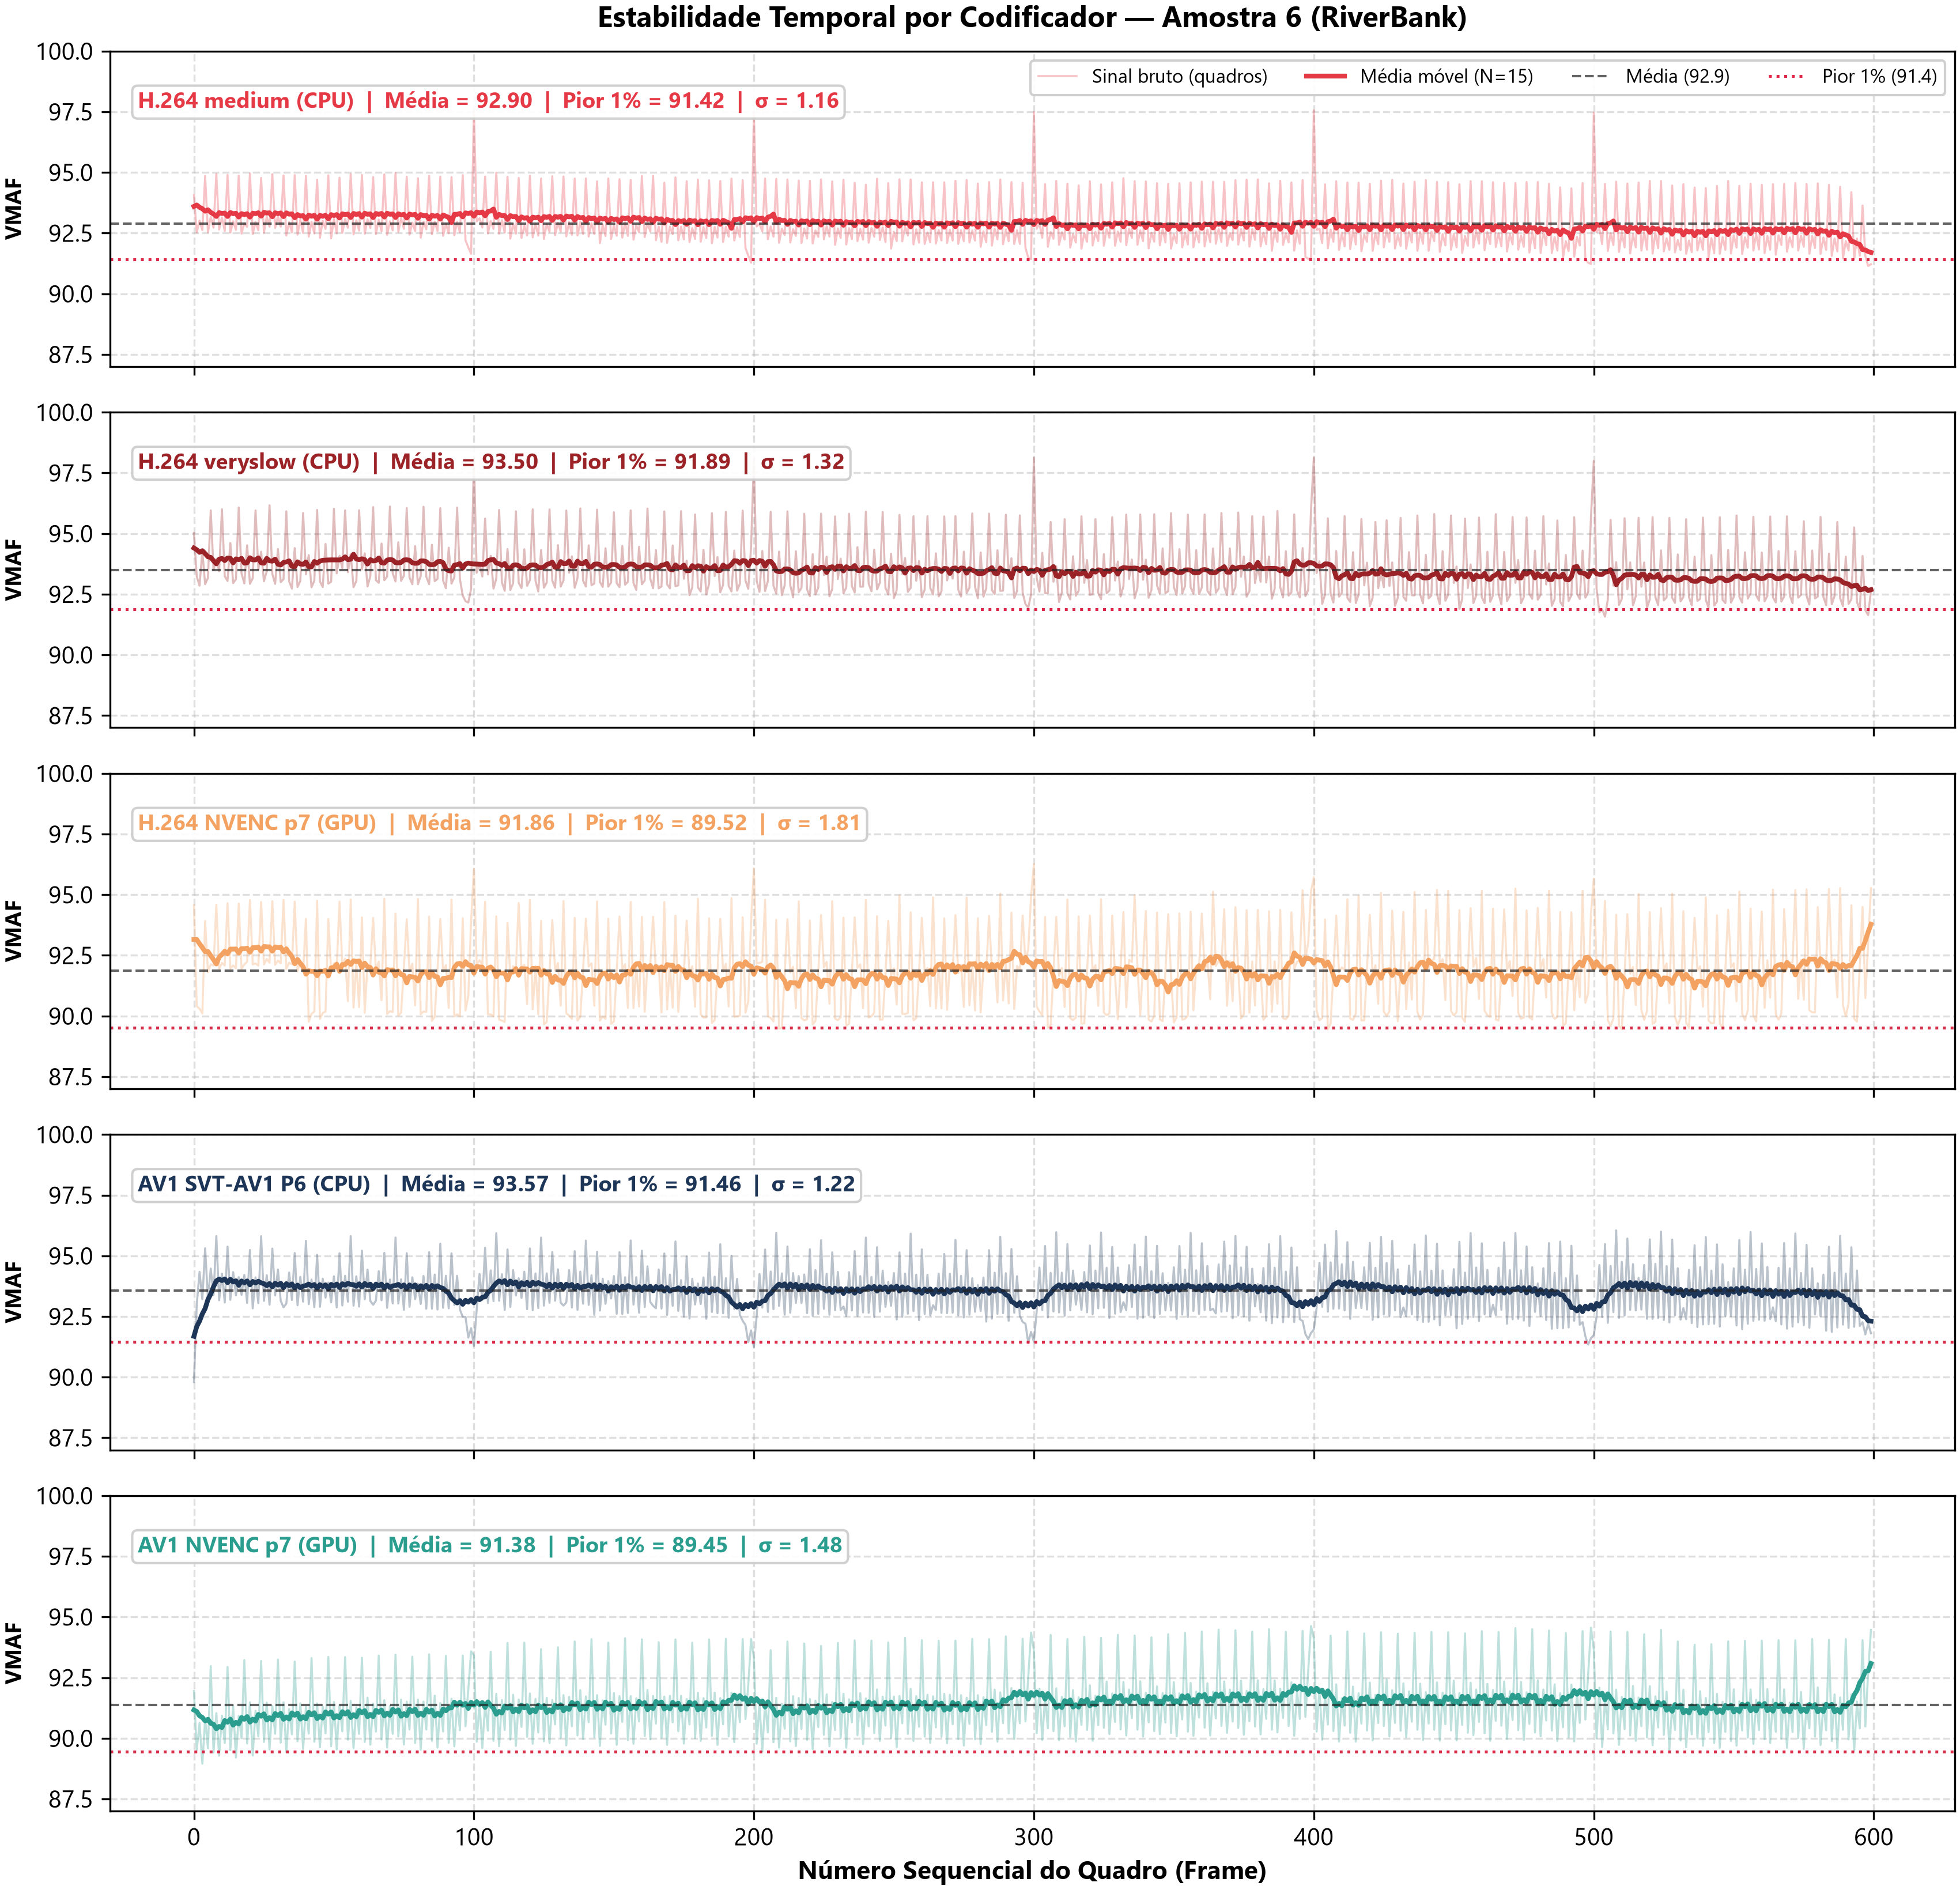 Estabilidade Temporal por Codificador — Amostra 6 (RiverBank)
100.0
97.5
95.0
92.5
90.0
87.5
VMAF
Sinal bruto (quadros) Média móvel (N=15) Média (92.9) Pior 1% (91.4)
H.264 medium (CPU) | Média = 92.90 | Pior 1% = 91.42 | σ = 1.16
100.0
97.5
95.0
92.5
90.0
87.5
VMAF
H.264 veryslow (CPU) | Média = 93.50 | Pior 1% = 91.89 | σ = 1.32
100.0
97.5
95.0
92.5
90.0
87.5
VMAF
H.264 NVENC p7 (GPU) | Média = 91.86 | Pior 1% = 89.52 | σ = 1.81
100.0
97.5
95.0
92.5
90.0
87.5
VMAF
AV1 SVT-AV1 P6 (CPU) | Média = 93.57 | Pior 1% = 91.46 | σ = 1.22
100.0
97.5
95.0
92.5
90.0
87.5
VMAF
AV1 NVENC p7 (GPU) | Média = 91.38 | Pior 1% = 89.45 | σ = 1.48
0 100 200 300 400 500 600
Número Sequencial do Quadro (Frame)